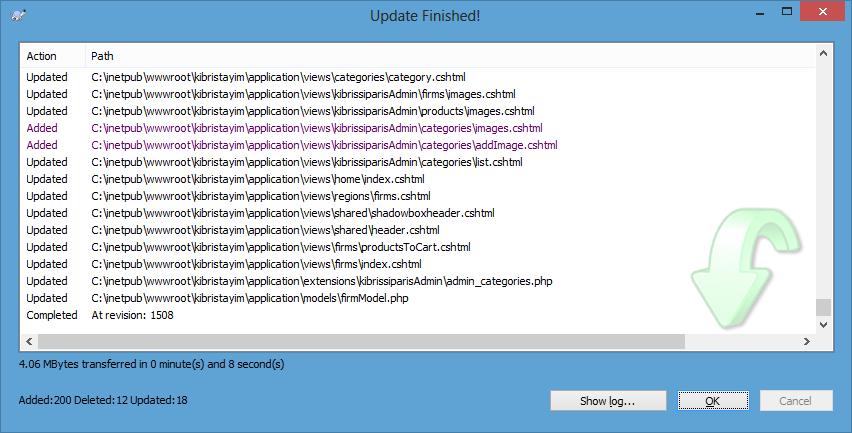 Update Finished!
Action Path
Updated C:\inetpub\wwwroot\kibristayim\application\views\categories\category.cshtml
Updated C:\inetpub\wwwroot\kibristayim\application\views\kibrissiparisAdmin\firms\images.cshtml
Updated C:\inetpub\wwwroot\kibristayim\application\views\kibrissiparisAdmin\products\images.cshtml
Added C:\inetpub\wwwroot\kibristayim\application\views\kibrissiparisAdmin\categories\images.cshtml
Added C:\inetpub\wwwroot\kibristayim\application\views\kibrissiparisAdmin\categories\addImage.cshtml
Updated C:\inetpub\wwwroot\kibristayim\application\views\kibrissiparisAdmin\categories\list.cshtml
Updated C:\inetpub\wwwroot\kibristayim\application\views\home\index.cshtml
Updated C:\inetpub\wwwroot\kibristayim\application\views\regions\firms.cshtml
Updated C:\inetpub\wwwroot\kibristayim\application\views\shared\shadowboxheader.cshtml
Updated C:\inetpub\wwwroot\kibristayim\application\views\shared\header.cshtml
Updated C:\inetpub\wwwroot\kibristayim\application\views\firms\productsToCart.cshtml
Updated C:\inetpub\wwwroot\kibristayim\application\views\firms\index.cshtml
Updated C:\inetpub\wwwroot\kibristayim\application\extensions\kibrissiparisAdmin\admin_categories.php
Updated C:\inetpub\wwwroot\kibristayim\application\models\firmModel.php
Completed At revision: 1508
4.06 MBytes transferred in 0 minute(s) and 8 second(s)
Added:200 Deleted:12 Updated:18
Show log... OK Cancel